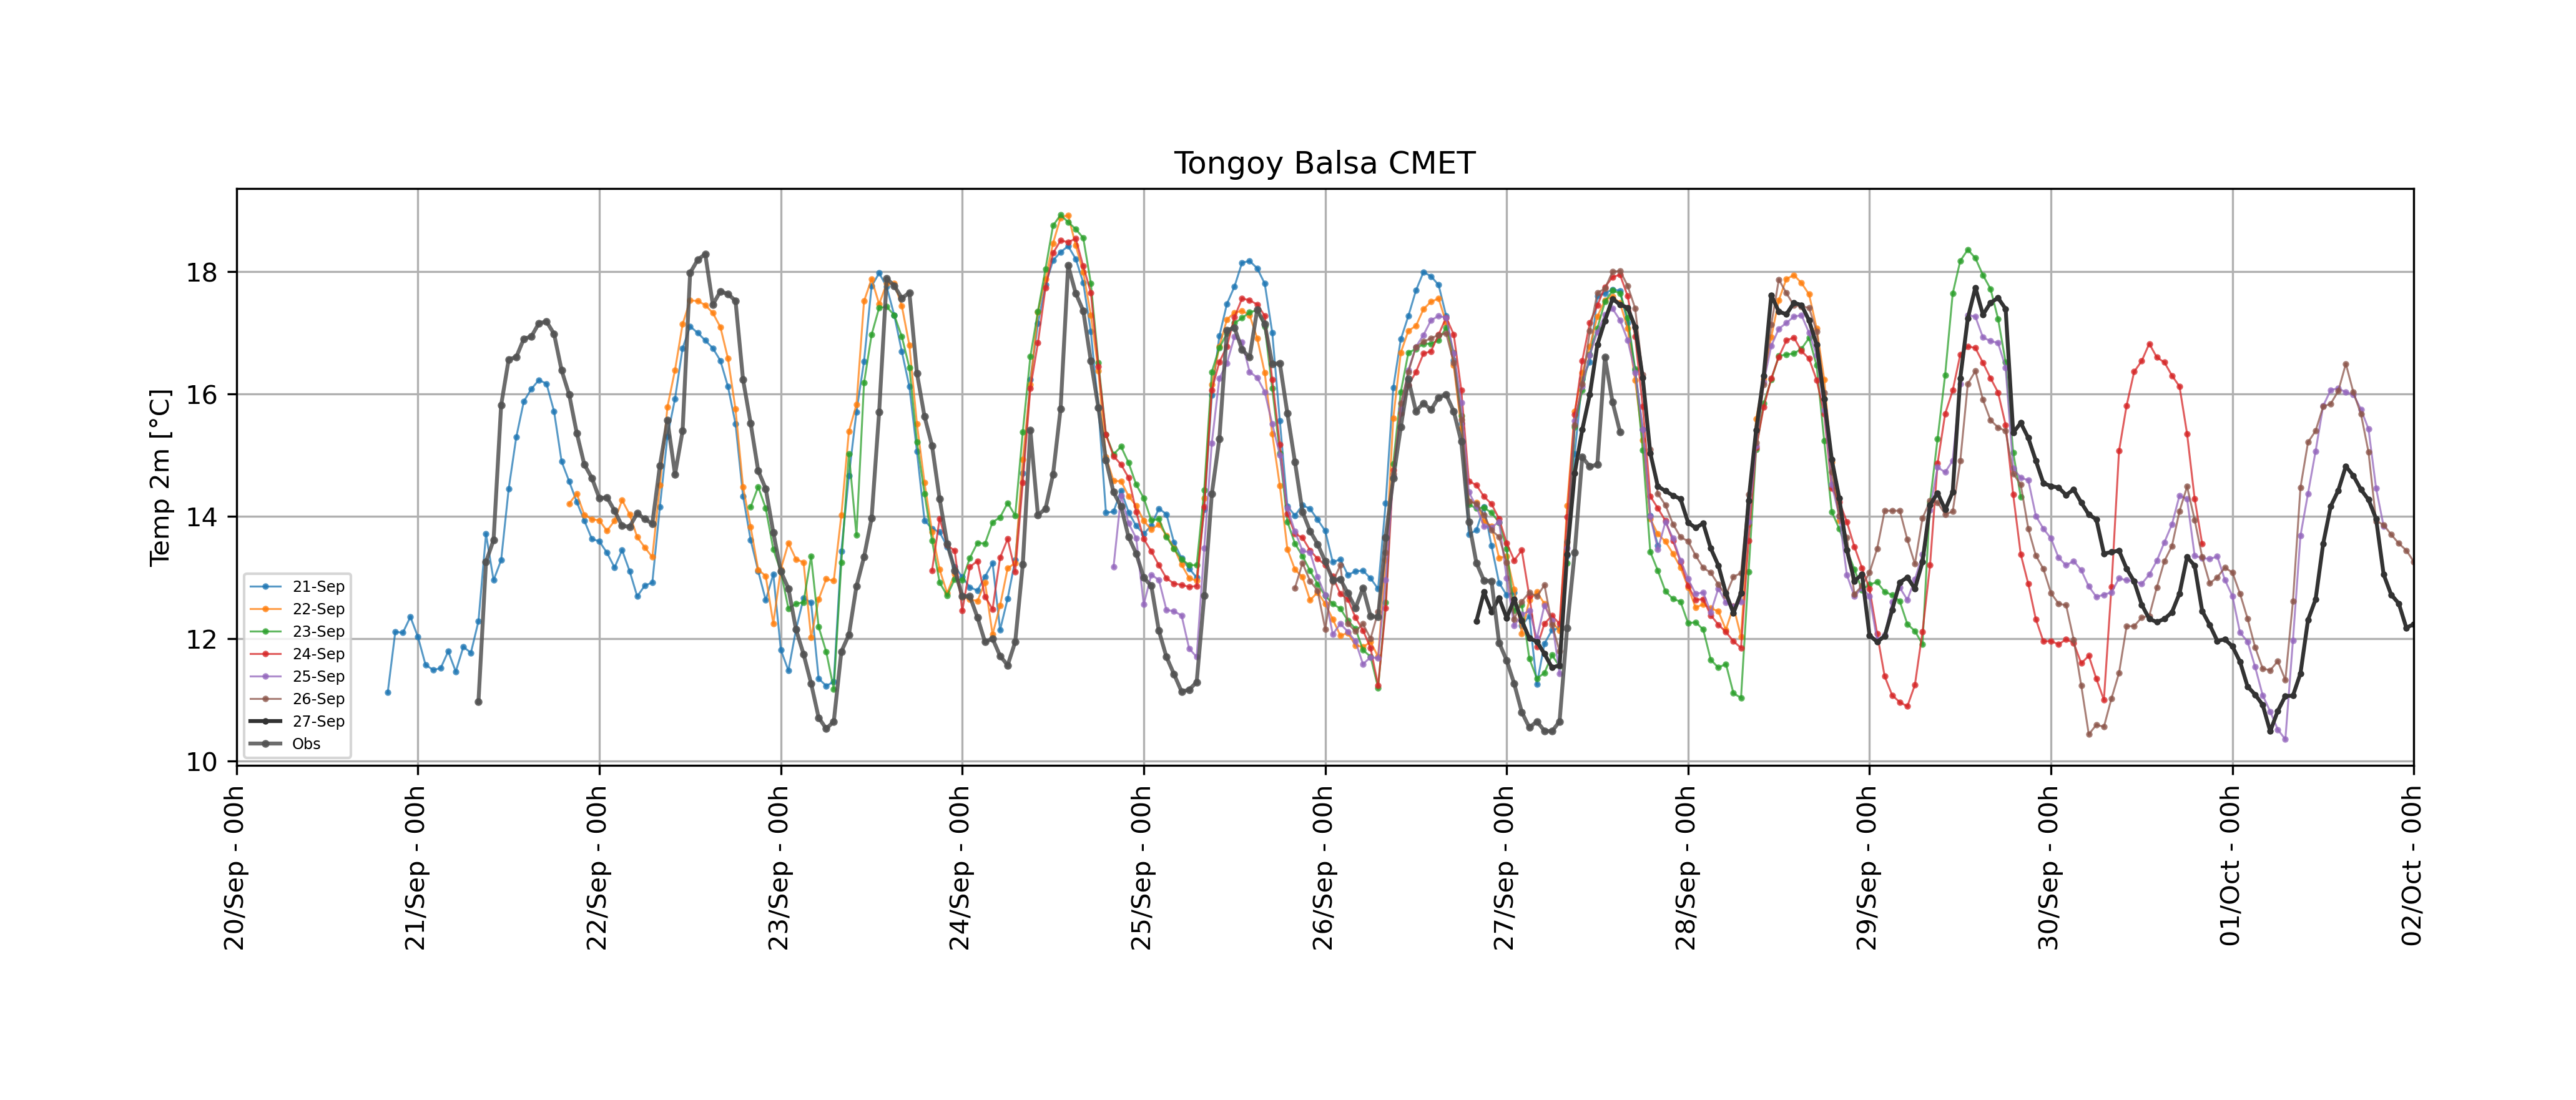 Tongoy Balsa CMET
Temp 2m [°C]
18
16
14
12
10
21-Sep
22-Sep
23-Sep
24-Sep
25-Sep
26-Sep
27-Sep
Obs
20/Sep - 00h
21/Sep - 00h
22/Sep - 00h
23/Sep - 00h
24/Sep - 00h
25/Sep - 00h
26/Sep - 00h
27/Sep - 00h
28/Sep - 00h
29/Sep - 00h
30/Sep - 00h
01/Oct - 00h
02/Oct - 00h